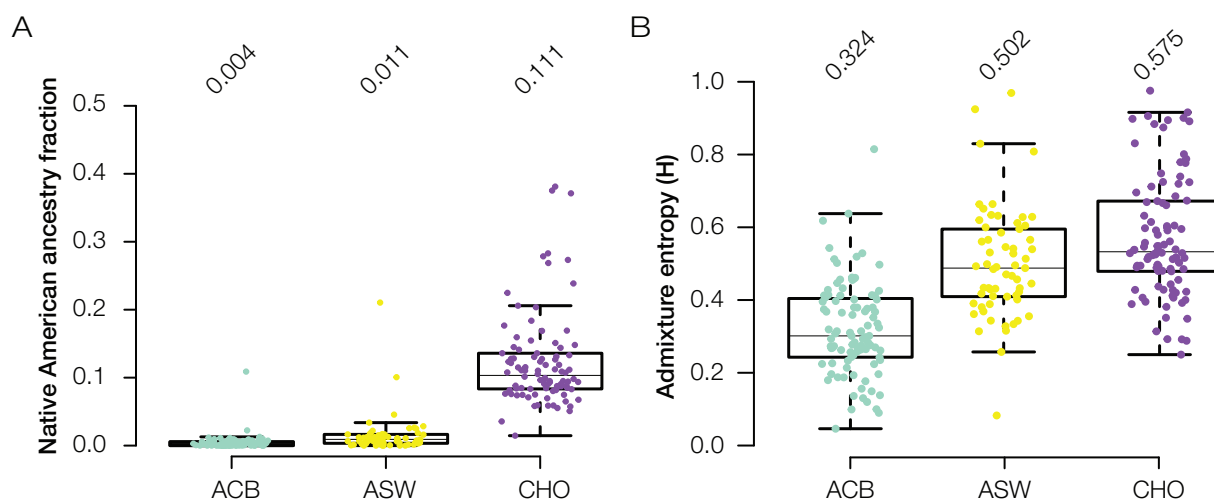 A
0.004
0.011
0.111
Native American ancestry fraction
0.5
0.4
0.3
0.2
0.1
0.0
ACB
ASW
CHO
B
0.324
0.502
0.575
Admixture entropy (H)
1.0
0.8
0.6
0.4
0.2
0.0
ACB
ASW
CHO